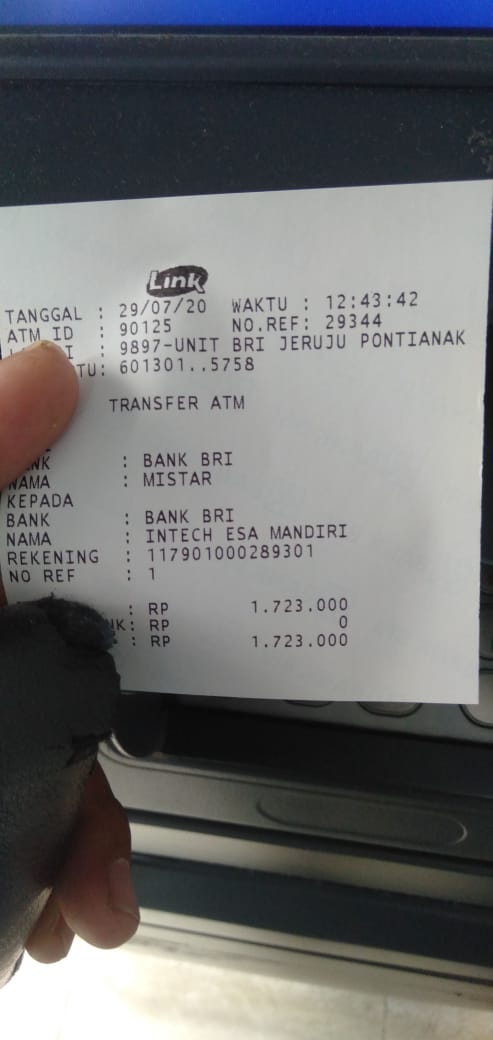 Link
TANGGAL : 29/07/20 WAKTU : 12:43:42
ATM ID : 90125 NO.REF: 29344
: 9897-UNIT BRI JERUJU PONTIANAK
TU: 601301..5758
TRANSFER ATM
: BANK BRI
NAMA : MISTAR
KEPADA
BANK : BANK BRI
NAMA : INTECH ESA MANDIRI
REKENING : 117901000289301
NO REF : 1
: RP 1.723.000
: RP 0
: RP 1.723.000